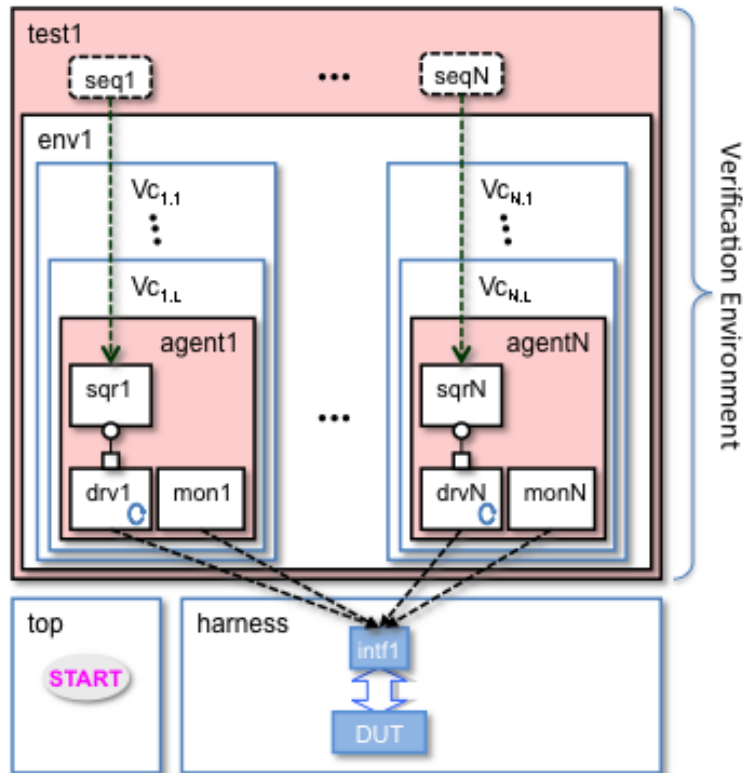 test1
seq1 ... seqN
env1
Vc1.1 VcN.1
Vc1.L VcN.L
agent1 agentN
sqr1 ... sqrN
drv1 mon1 drvN monN
Verification Environment
top harness
intf1
START
DUT